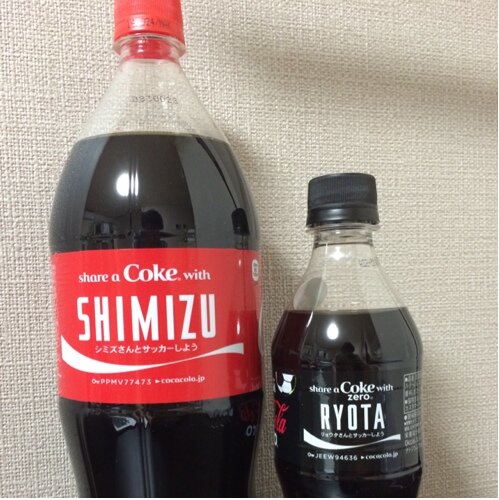 share a Coke with
SHIMIZU
シミズさんとサッカーしよう
PPMV77473 ▶cocacola.jp
share a Coke with
zero
RYOTA
リョウタさんとサッカーしよう
JEEW94636 ▶cocacola.jp